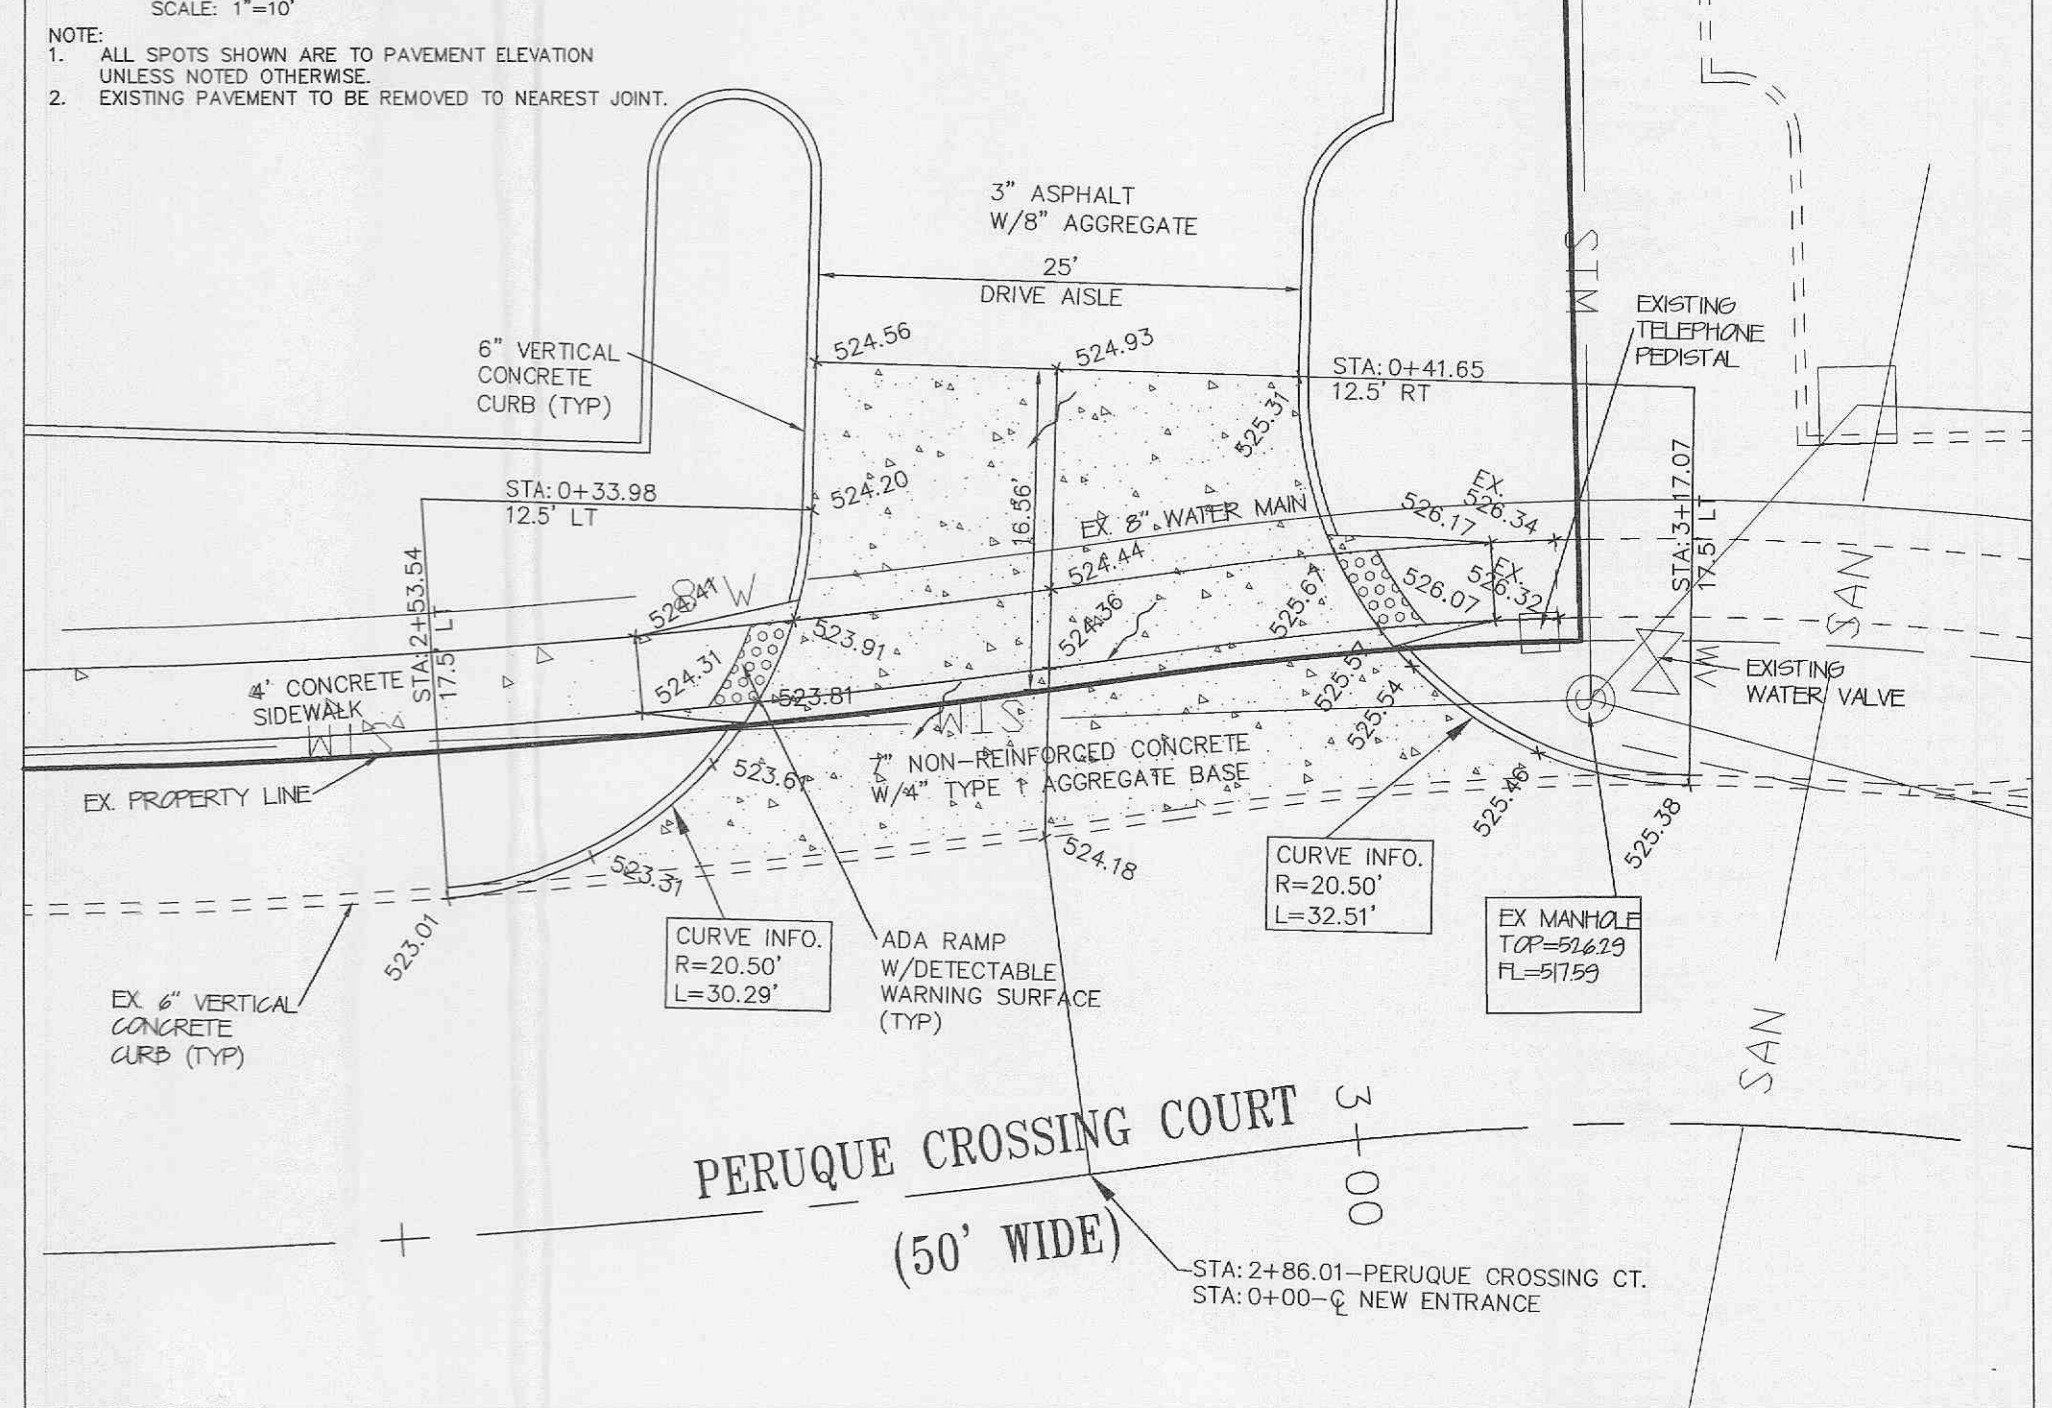 SCALE: 1"=10'
NOTE:
1. ALL SPOTS SHOWN ARE TO PAVEMENT ELEVATION
UNLESS NOTED OTHERWISE.
2. EXISTING PAVEMENT TO BE REMOVED TO NEAREST JOINT.
3" ASPHALT
W/8" AGGREGATE
25'
DRIVE AISLE
6" VERTICAL
CONCRETE
CURB (TYP)
524.56
524.93
STA: 0+41.65
12.5' RT
EXISTING
TELEPHONE
PEDISTAL
STM
525.31
STA: 0+33.98
12.5' LT
524.20
16.56'
EX. 8" WATER MAIN
EX.
526.17
526.34
STA: 3+17.07
17.5' LT
STA: 2+53.54
17.5' LT
8 W
524.41
524.44
523.91
524.36
525.67
EX.
526.07
526.32
SAN
524.31
523.81
525.57
525.54
WV
EXISTING
WATER VALVE
4' CONCRETE
SIDEWALK
STM
STM
S
EX. PROPERTY LINE
523.61
7" NON-REINFORCED CONCRETE
W/4" TYPE 1 AGGREGATE BASE
525.46
525.38
523.31
524.18
523.01
CURVE INFO.
R=20.50'
L=32.51'
CURVE INFO.
R=20.50'
L=30.29'
ADA RAMP
W/DETECTABLE
WARNING SURFACE
(TYP)
EX MANHOLE
TOP=526.29
FL=517.59
EX. 6" VERTICAL
CONCRETE
CURB (TYP)
SAN
PERUQUE CROSSING COURT
3+00
(50' WIDE)
STA: 2+86.01-PERUQUE CROSSING CT.
STA: 0+00-℄ NEW ENTRANCE